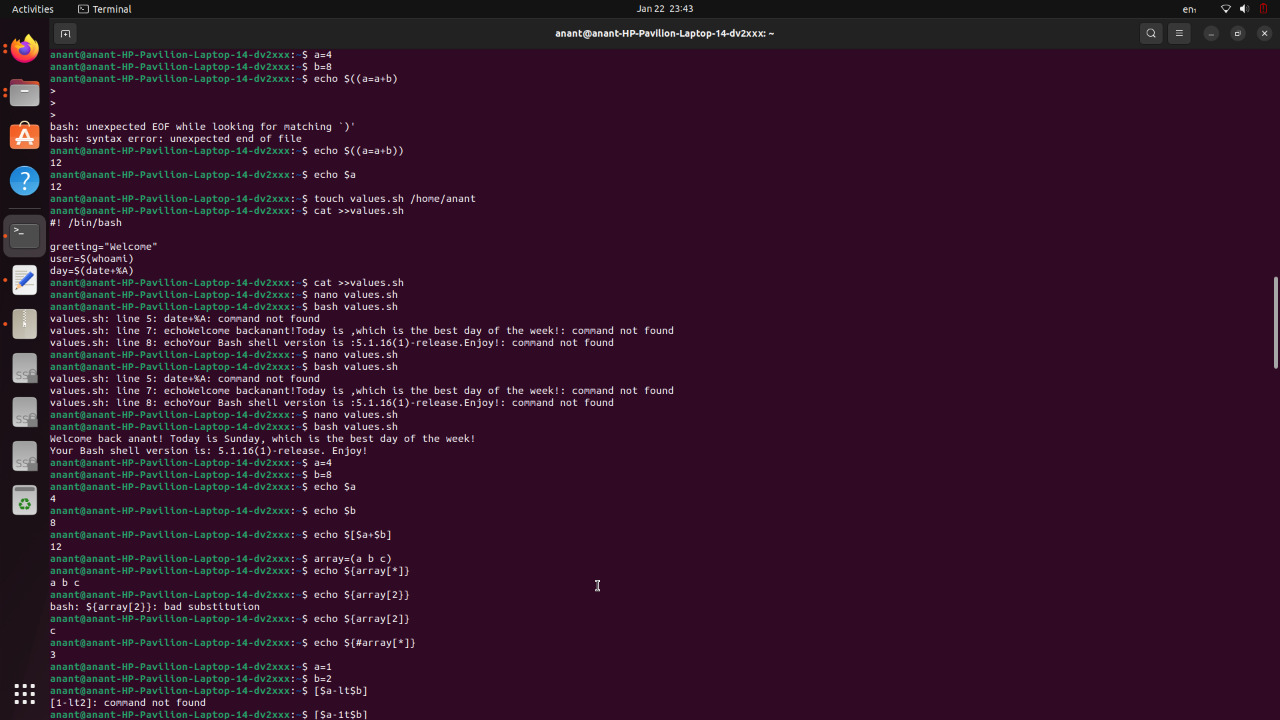 Activities
Terminal
Jan 22 23:43
en₁
anant@anant-HP-Pavilion-Laptop-14-dv2xxx: ~
anant@anant-HP-Pavilion-Laptop-14-dv2xxx:~$ a=4
anant@anant-HP-Pavilion-Laptop-14-dv2xxx:~$ b=8
anant@anant-HP-Pavilion-Laptop-14-dv2xxx:~$ echo $((a=a+b)
>
>
>
bash: unexpected EOF while looking for matching `)'
bash: syntax error: unexpected end of file
anant@anant-HP-Pavilion-Laptop-14-dv2xxx:~$ echo $((a=a+b))
12
anant@anant-HP-Pavilion-Laptop-14-dv2xxx:~$ echo $a
12
anant@anant-HP-Pavilion-Laptop-14-dv2xxx:~$ touch values.sh /home/anant
anant@anant-HP-Pavilion-Laptop-14-dv2xxx:~$ cat >>values.sh
#! /bin/bash
greeting="Welcome"
user=$(whoami)
day=$(date+%A)
anant@anant-HP-Pavilion-Laptop-14-dv2xxx:~$ cat >>values.sh
anant@anant-HP-Pavilion-Laptop-14-dv2xxx:~$ nano values.sh
anant@anant-HP-Pavilion-Laptop-14-dv2xxx:~$ bash values.sh
values.sh: line 5: date+%A: command not found
values.sh: line 7: echoWelcome backanant!Today is ,which is the best day of the week!: command not found
values.sh: line 8: echoYour Bash shell version is :5.1.16(1)-release.Enjoy!: command not found
anant@anant-HP-Pavilion-Laptop-14-dv2xxx:~$ nano values.sh
anant@anant-HP-Pavilion-Laptop-14-dv2xxx:~$ bash values.sh
values.sh: line 5: date+%A: command not found
values.sh: line 7: echoWelcome backanant!Today is ,which is the best day of the week!: command not found
values.sh: line 8: echoYour Bash shell version is :5.1.16(1)-release.Enjoy!: command not found
anant@anant-HP-Pavilion-Laptop-14-dv2xxx:~$ nano values.sh
anant@anant-HP-Pavilion-Laptop-14-dv2xxx:~$ bash values.sh
Welcome back anant! Today is Sunday, which is the best day of the week!
Your Bash shell version is: 5.1.16(1)-release. Enjoy!
anant@anant-HP-Pavilion-Laptop-14-dv2xxx:~$ a=4
anant@anant-HP-Pavilion-Laptop-14-dv2xxx:~$ b=8
anant@anant-HP-Pavilion-Laptop-14-dv2xxx:~$ echo $a
4
anant@anant-HP-Pavilion-Laptop-14-dv2xxx:~$ echo $b
8
anant@anant-HP-Pavilion-Laptop-14-dv2xxx:~$ echo $[$a+$b]
12
anant@anant-HP-Pavilion-Laptop-14-dv2xxx:~$ array=(a b c)
anant@anant-HP-Pavilion-Laptop-14-dv2xxx:~$ echo ${array[*]}
a b c
anant@anant-HP-Pavilion-Laptop-14-dv2xxx:~$ echo ${array[2}}
bash: ${array[2}}: bad substitution
anant@anant-HP-Pavilion-Laptop-14-dv2xxx:~$ echo ${array[2]}
c
anant@anant-HP-Pavilion-Laptop-14-dv2xxx:~$ echo ${#array[*]}
3
anant@anant-HP-Pavilion-Laptop-14-dv2xxx:~$ a=1
anant@anant-HP-Pavilion-Laptop-14-dv2xxx:~$ b=2
anant@anant-HP-Pavilion-Laptop-14-dv2xxx:~$ [$a-lt$b]
[1-lt2]: command not found
anant@anant-HP-Pavilion-Laptop-14-dv2xxx:~$ [$a-1t$b]